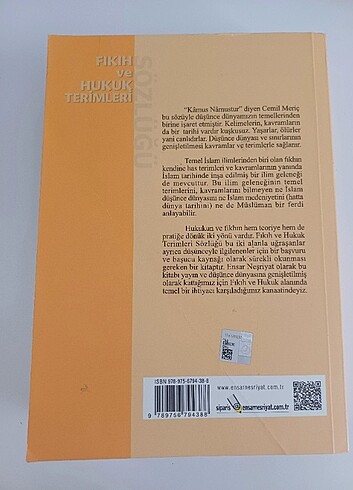 FIKIH
ve
HUKUK
TERİMLERİ
SÖZLÜĞÜ
"Kâmus Nâmustur" diyen Cemil Meriç
bu sözüyle düşünce dünyamızın temellerinden
birine işaret etmiştir. Kelimelerin, kavramların
da bir tarihi vardır kuşkusuz. Yaşarlar, ölürler
yani canlıdırlar. Düşünce dünyası ve sınırlarının
genişletilmesi kavramlar ve terimlerle sağlanır.
Temel İslam ilimlerinden biri olan fıkhın
kendine has terimleri ve kavramlarının yanında
İslam tarihinde inşa edilmiş bir ilim geleneği
de mevcuttur. Bu ilim geleneğinin temel
terimlerini, kavramlarını bilmeyen ne İslam
düşünce dünyasını ne İslam medeniyetini (hatta
dünya tarihini) ne de Müslüman bir ferdi
anlayabilir.
Hukukun ve fıkhın hem teoriye hem de
pratiğe dönük iki yönü vardır. Fıkıh ve Hukuk
Terimleri Sözlüğü bu iki alanla uğraşanlar
ayrıca düşünceyle ilgilenenler için bir başvuru
ve başucu kaynağı olarak sürekli okunması
gereken bir kitaptır. Ensar Neşriyat olarak bu
kitabı yayın ve düşünce dünyasına genişletilmiş
olarak kattığımız için Fıkıh ve Hukuk alanında
temel bir ihtiyacı karşıladığımız kanaatindeyiz.
ISBN 978-975-6794-38-8
9 789756 794388
www.ensarnesriyat.com.tr
sipariş
ensarnesriyat.com.tr